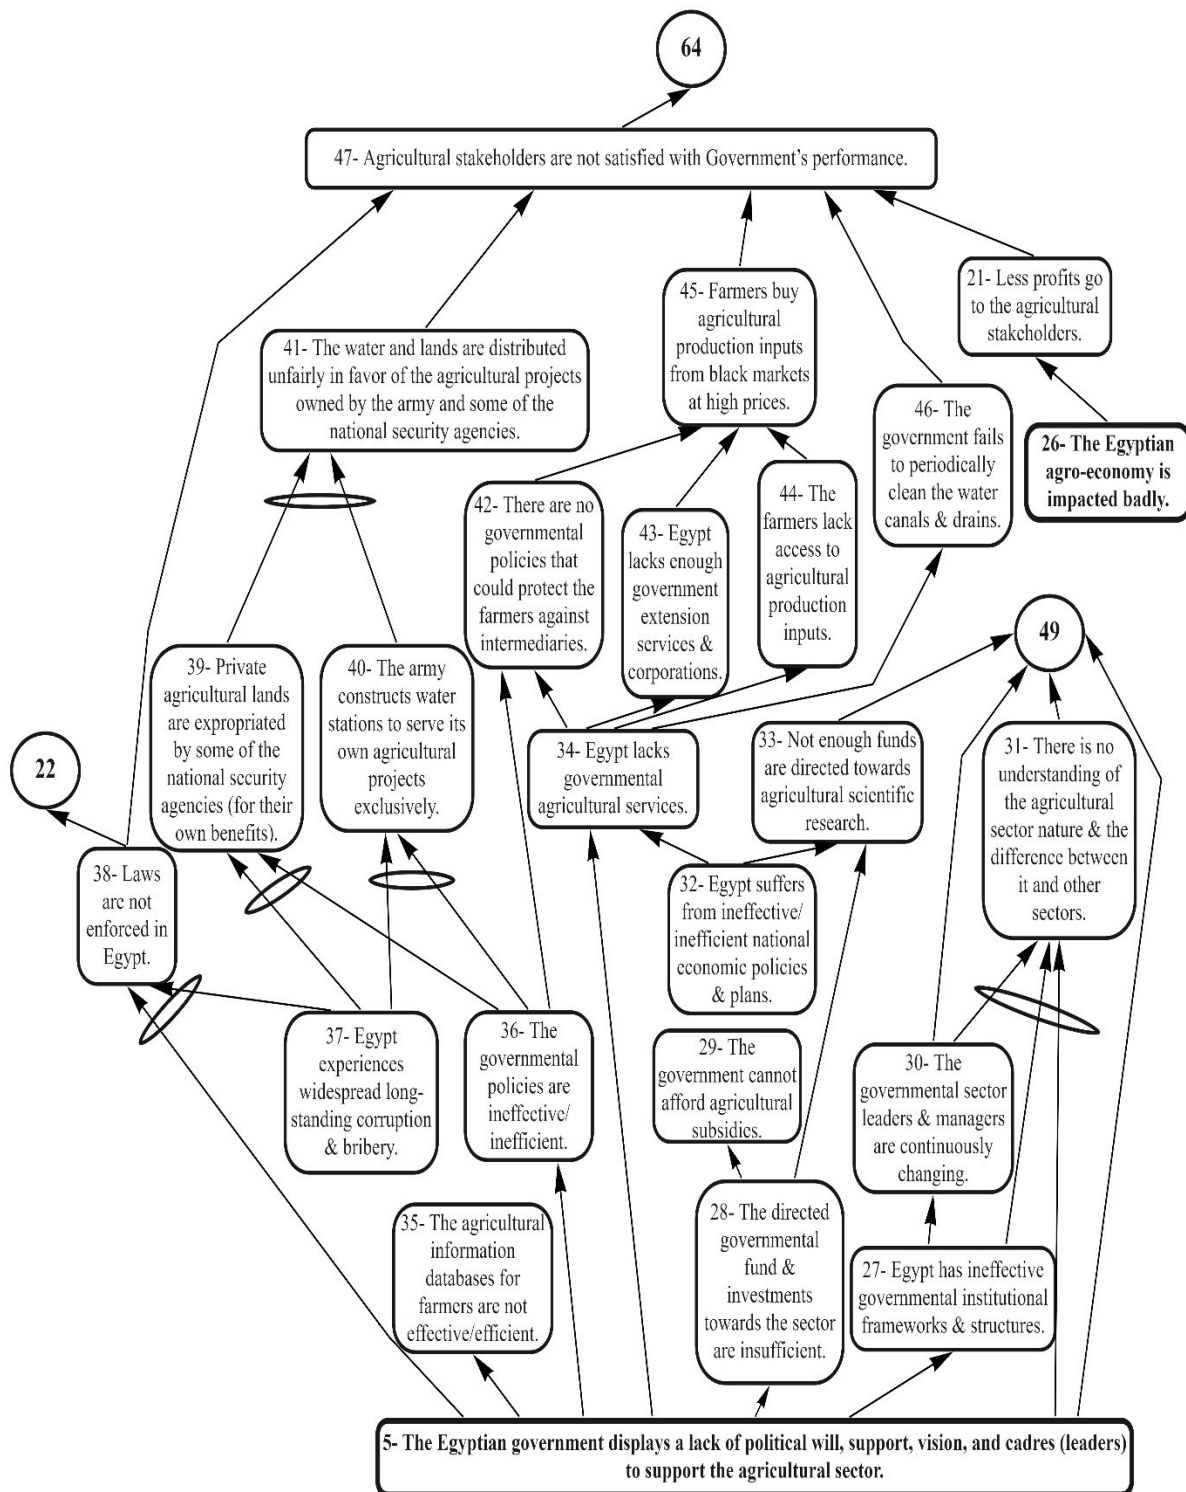 64
47- Agricultural stakeholders are not satisfied with Government’s performance.
21- Less profits go
to the agricultural
stakeholders.
45- Farmers buy
agricultural
production inputs
from black markets
at high prices.
41- The water and lands are distributed
unfairly in favor of the agricultural projects
owned by the army and some of the
national security agencies.
46- The
government fails
to periodically
clean the water
canals & drains.
26- The Egyptian
agro-economy is
impacted badly.
42- There are no
governmental
policies that
could protect the
farmers against
intermediaries.
43- Egypt
lacks enough
government
extension
services &
corporations.
44- The
farmers lack
access to
agricultural
production
inputs.
49
39- Private
agricultural lands
are expropriated
by some of the
national security
agencies (for their
own benefits).
40- The army
constructs water
stations to serve its
own agricultural
projects
exclusively.
34- Egypt lacks
governmental
agricultural services.
33- Not enough funds
are directed towards
agricultural scientific
research.
31- There is no
understanding of
the agricultural
sector nature & the
difference between
it and other
sectors.
22
38- Laws
are not
enforced in
Egypt.
32- Egypt suffers
from ineffective/
inefficient national
economic policies
& plans.
37- Egypt
experiences
widespread long-
standing corruption
& bribery.
36- The
governmental
policies are
ineffective/
inefficient.
29- The
government cannot
afford agricultural
subsidies.
30- The
governmental sector
leaders & managers
are continuously
changing.
35- The agricultural
information
databases for
farmers are not
effective/efficient.
28- The directed
governmental
fund &
investments
towards the sector
are insufficient.
27- Egypt has ineffective
governmental institutional
frameworks & structures.
5- The Egyptian government displays a lack of political will, support, vision, and cadres (leaders)
to support the agricultural sector.